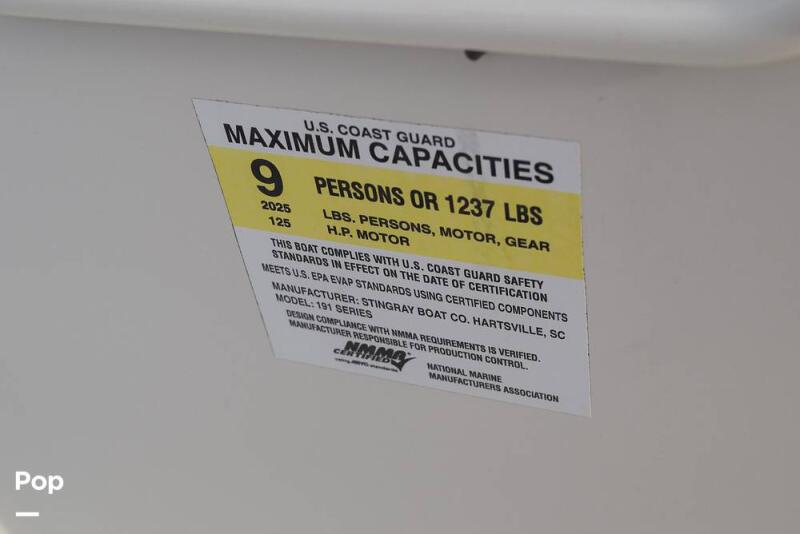 U.S. COAST GUARD
MAXIMUM CAPACITIES
9 PERSONS OR 1237 LBS
2025 LBS. PERSONS, MOTOR, GEAR
125 H.P. MOTOR
THIS BOAT COMPLIES WITH U.S. COAST GUARD SAFETY
STANDARDS IN EFFECT ON THE DATE OF CERTIFICATION
MEETS U.S. EPA EVAP STANDARDS USING CERTIFIED COMPONENTS
MANUFACTURER: STINGRAY BOAT CO. HARTSVILLE, SC
MODEL: 191 SERIES
DESIGN COMPLIANCE WITH NMMA REQUIREMENTS IS VERIFIED.
MANUFACTURER RESPONSIBLE FOR PRODUCTION CONTROL.
NMMA
CERTIFIED
using ABYC standards
NATIONAL MARINE
MANUFACTURERS ASSOCIATION
Pop